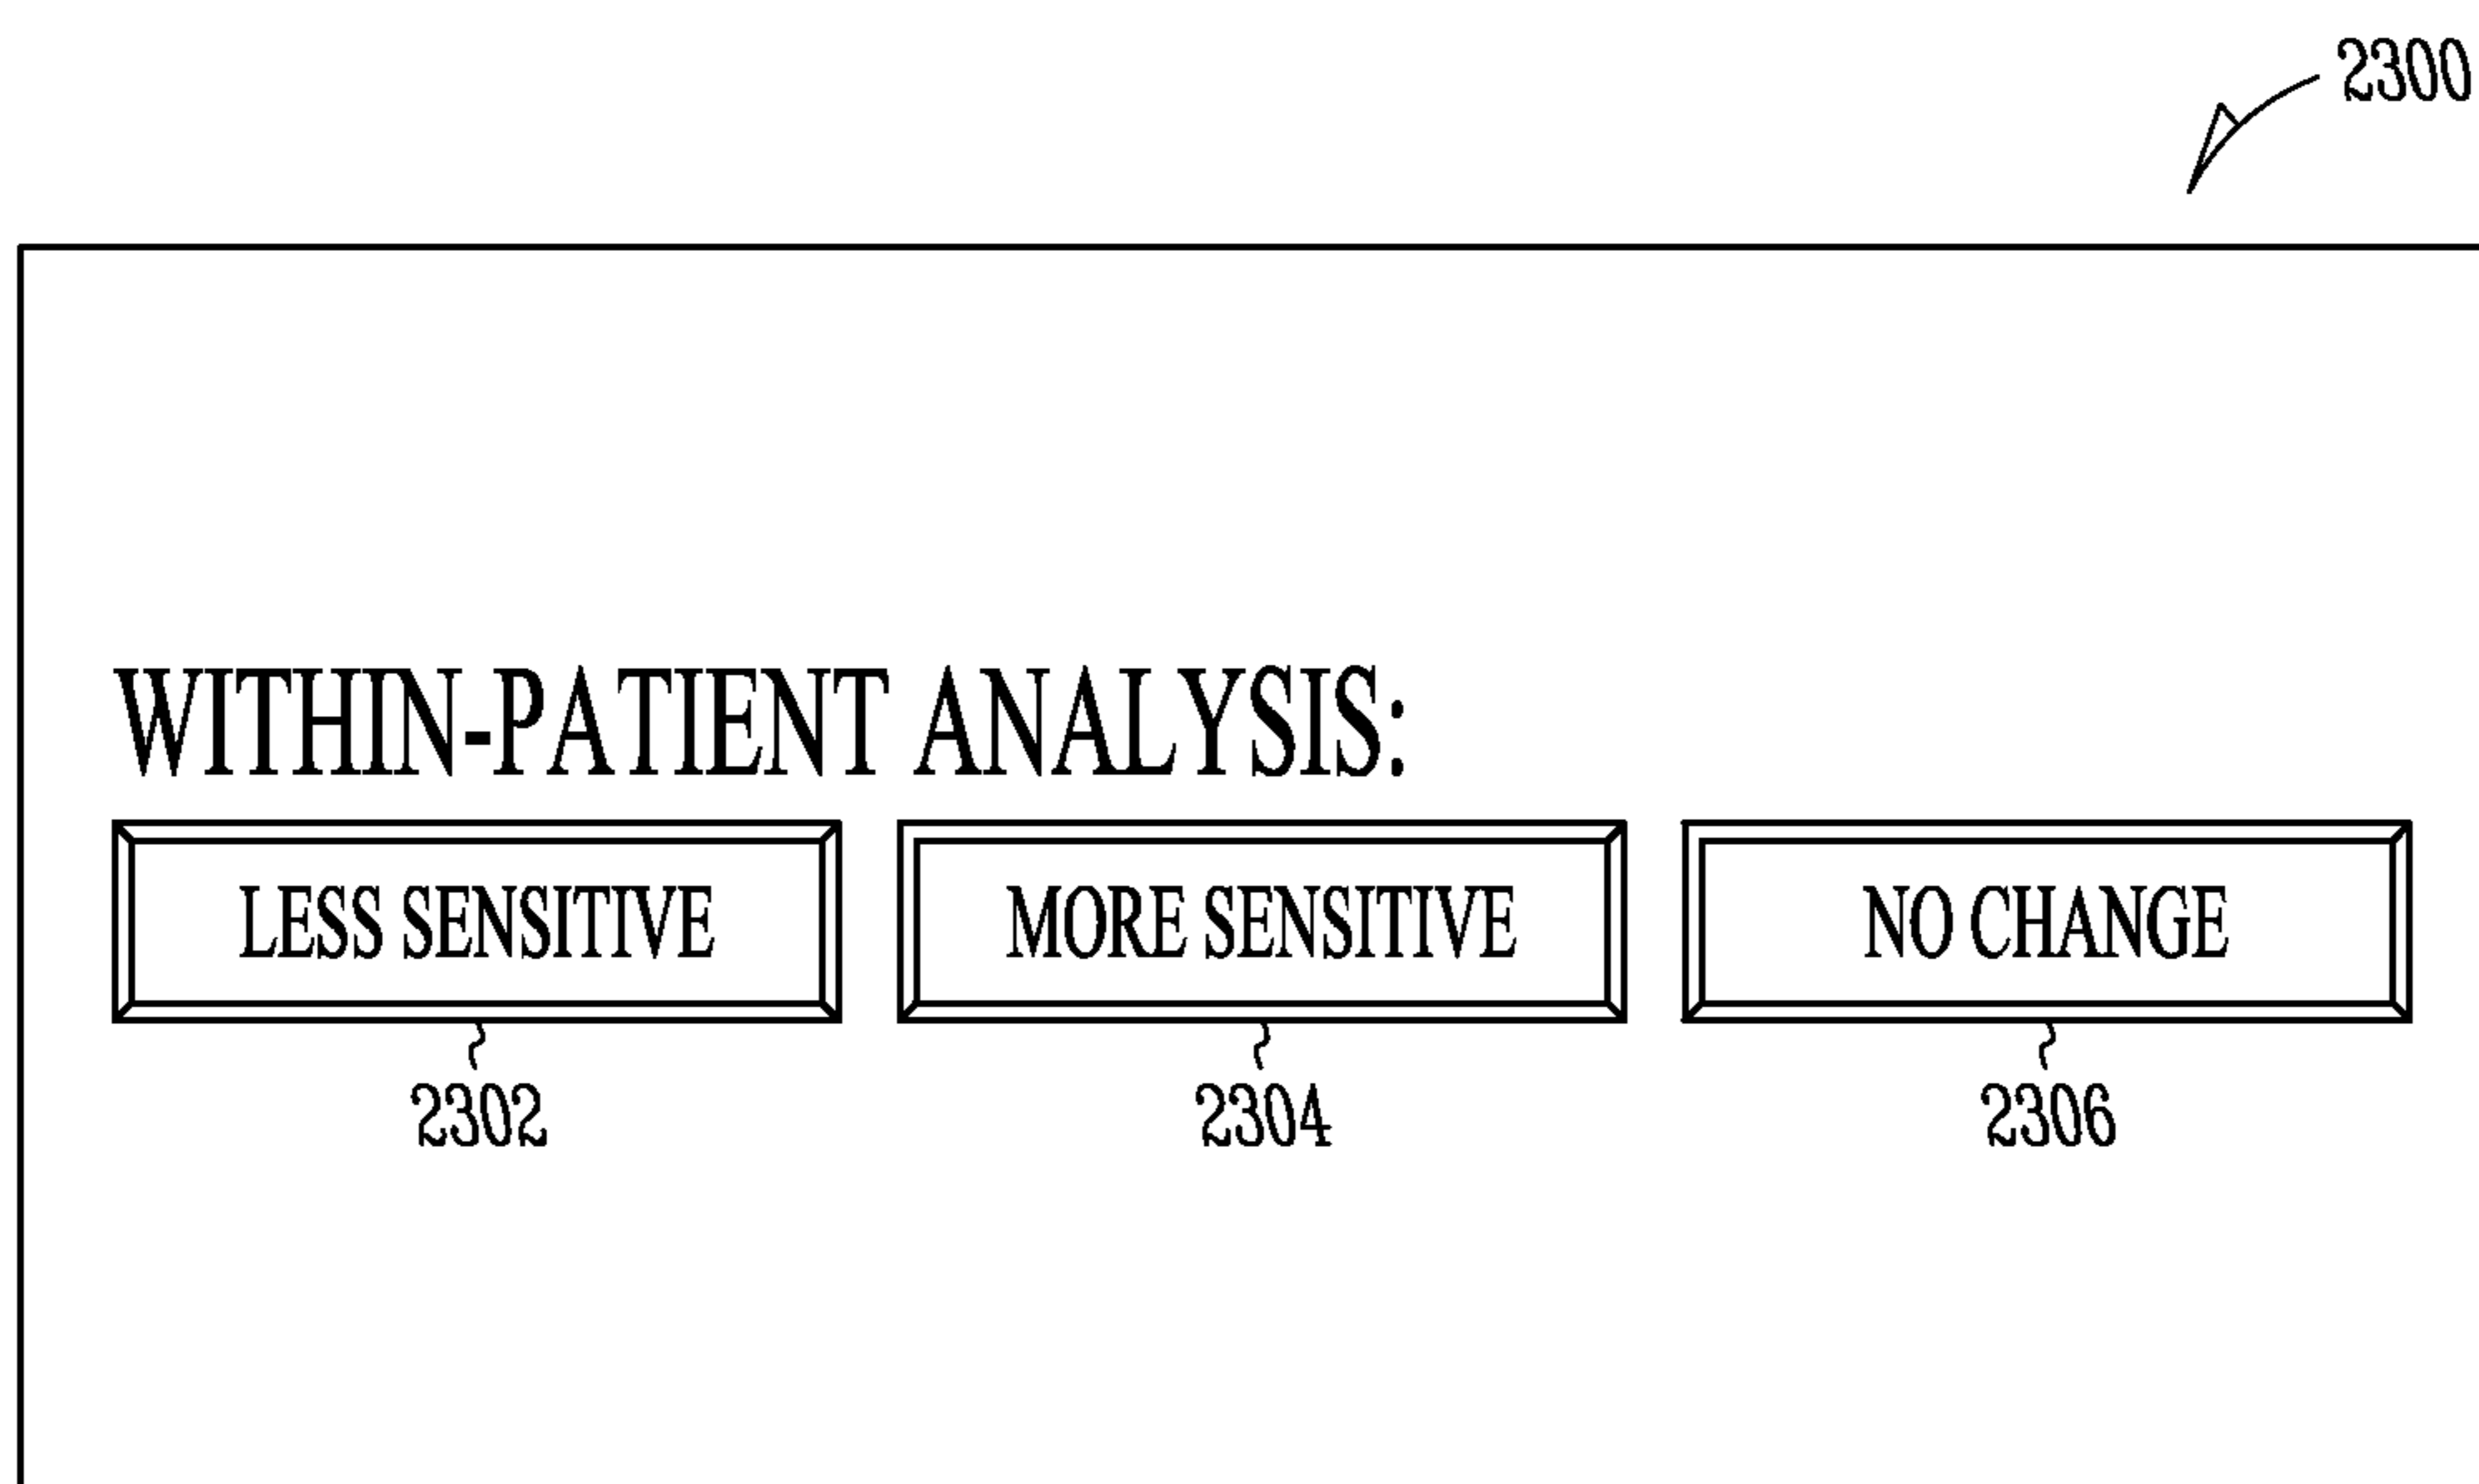 2300
WITHIN-PATIENT ANALYSIS:
LESS SENSITIVE MORE SENSITIVE NO CHANGE
2302 2304 2306